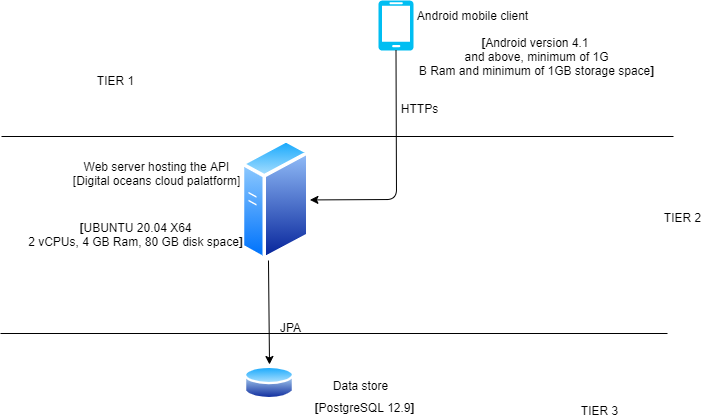 Android mobile client
[Android version 4.1
and above, minimum of 1G
B Ram and minimum of 1GB storage space]
TIER 1
HTTPs
Web server hosting the API
[Digital oceans cloud palatform]
TIER 2
[UBUNTU 20.04 X64
2 vCPUs, 4 GB Ram, 80 GB disk space]
JPA
Data store
[PostgreSQL 12.9]
TIER 3